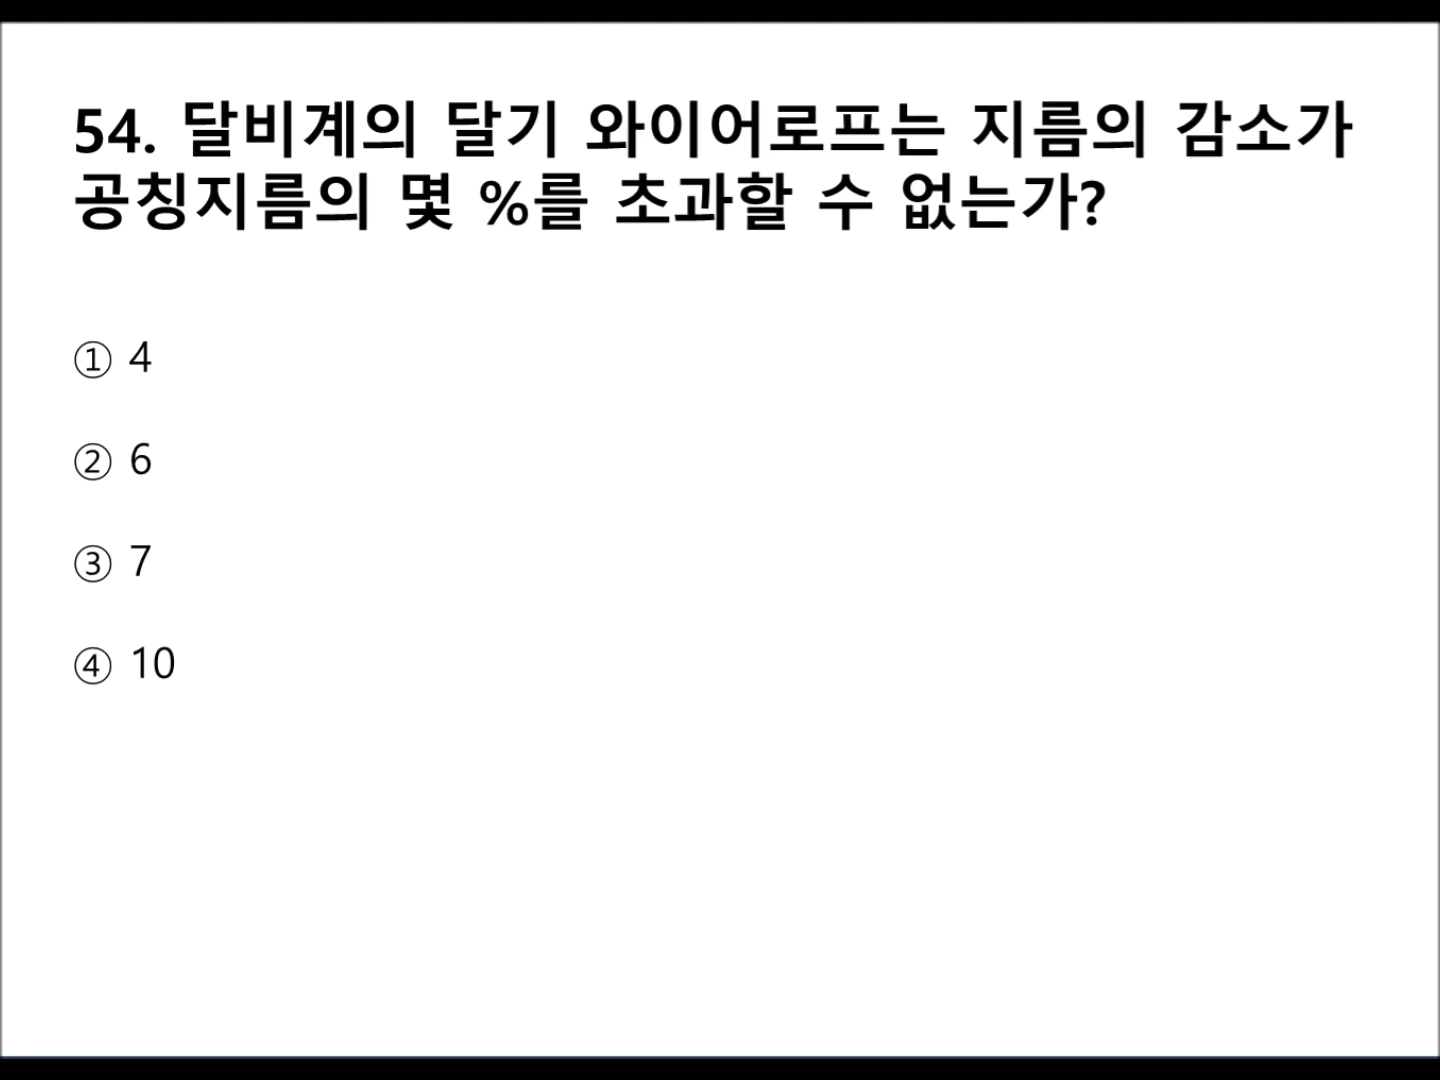 54. 달비계의 달기 와이어로프는 지름의 감소가
공칭지름의 몇 %를 초과할 수 없는가?
① 4
② 6
③ 7
④ 10